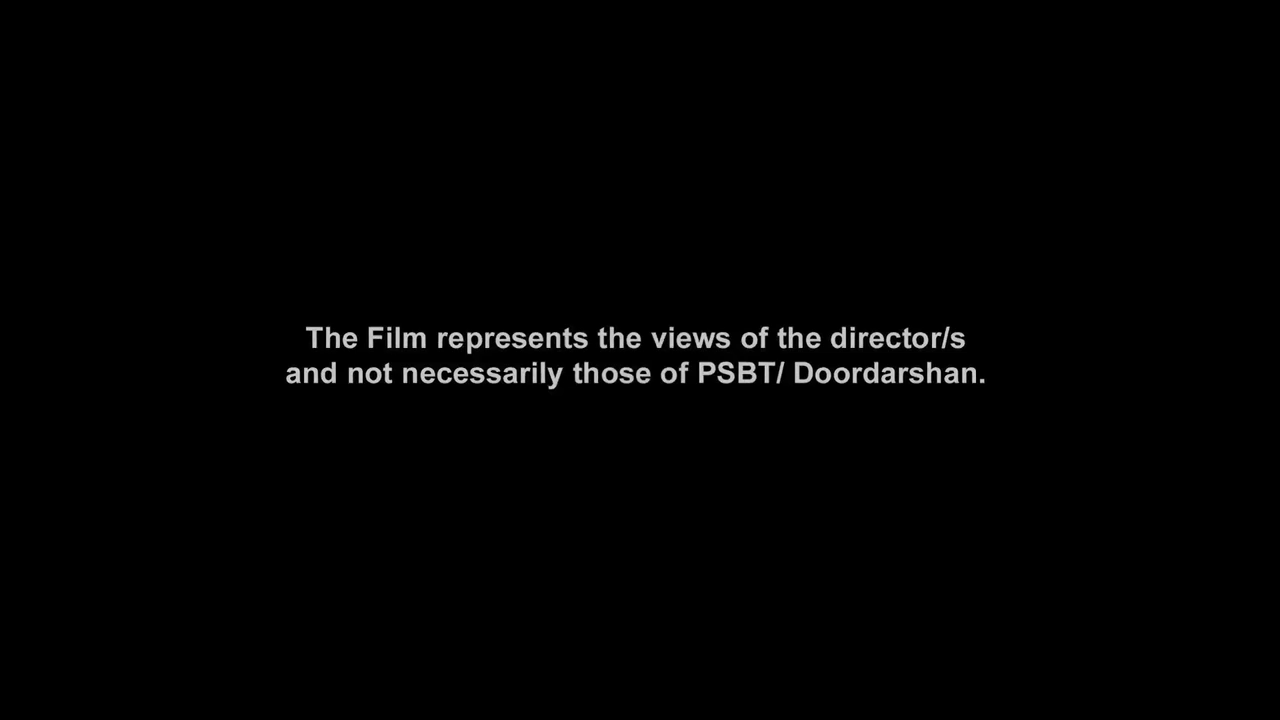 The Film represents the views of the director/s
and not necessarily those of PSBT/ Doordarshan.